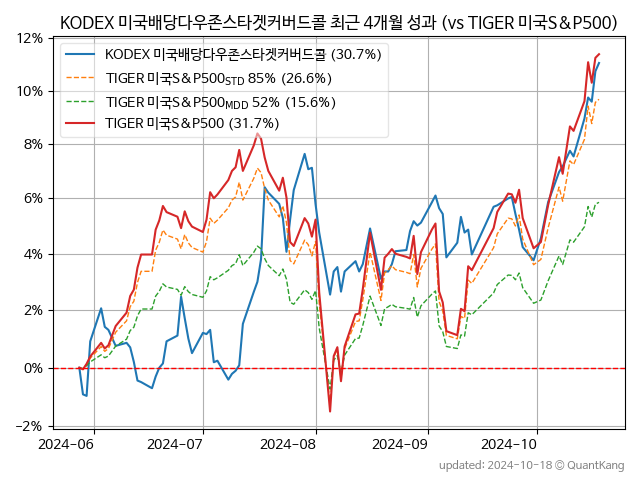 KODEX 미국배당다우존스타겟커버드콜 최근 4개월 성과 (vs TIGER 미국S&P500)
12%
10%
8%
6%
4%
2%
0%
−2%
KODEX 미국배당다우존스타겟커버드콜 (30.7%)
TIGER 미국S&P500STD 85% (26.6%)
TIGER 미국S&P500MDD 52% (15.6%)
TIGER 미국S&P500 (31.7%)
2024-06
2024-07
2024-08
2024-09
2024-10
updated: 2024-10-18 © QuantKang